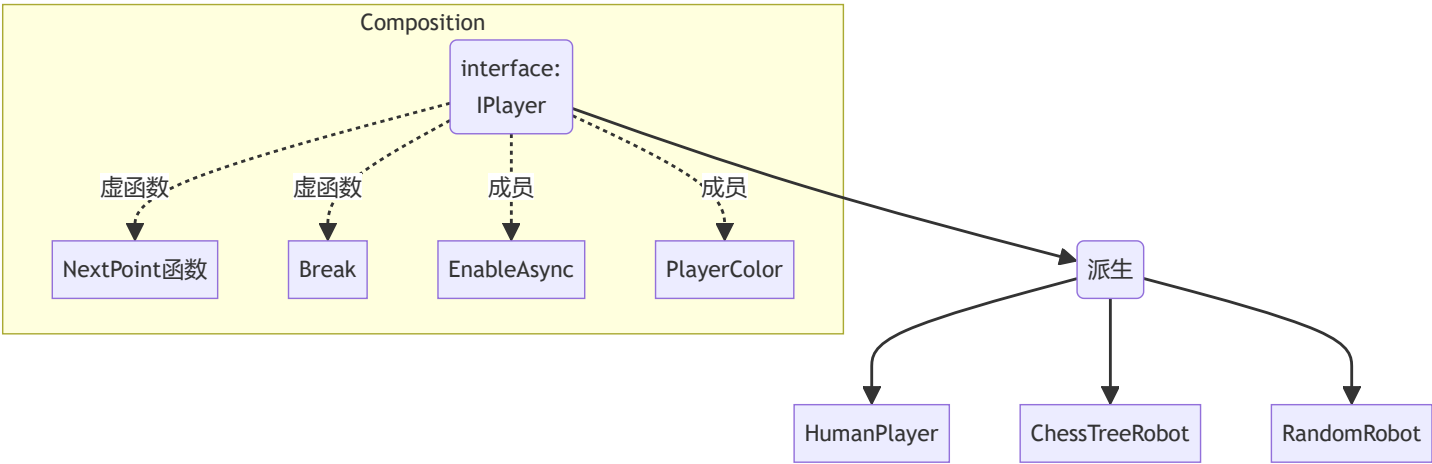 Composition
interface:
IPlayer
虚函数
虚函数
成员
成员
NextPoint函数
Break
EnableAsync
PlayerColor
派生
HumanPlayer
ChessTreeRobot
RandomRobot